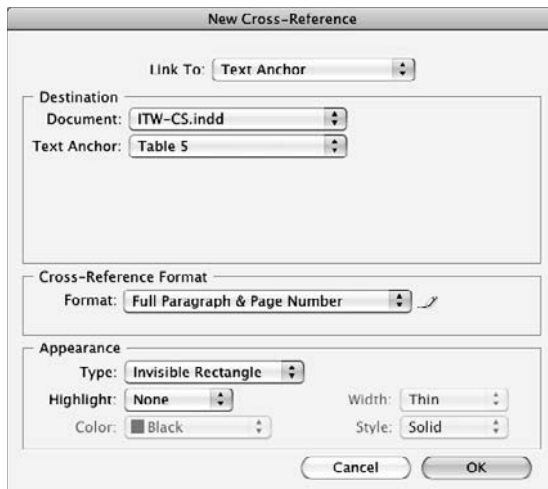 New Cross-Reference
Link To: Text Anchor
Destination
Document: ITW-CS.indd
Text Anchor: Table 5
Cross-Reference Format
Format: Full Paragraph & Page Number
Appearance
Type: Invisible Rectangle
Highlight: None Width: Thin
Color: Black Style: Solid
Cancel OK